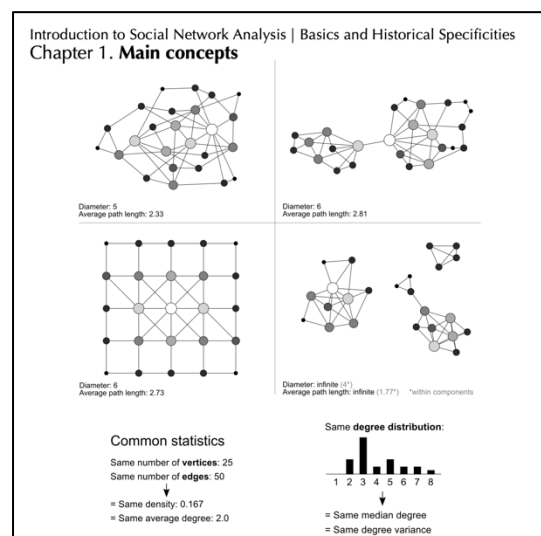 Introduction to Social Network Analysis | Basics and Historical Specificities
Chapter 1. Main concepts
Diameter: 5
Average path length: 2.33
Diameter: 6
Average path length: 2.81
Diameter: 6
Average path length: 2.73
Diameter: infinite (4*)
Average path length: infinite (1.77*) *within components
Common statistics
Same number of vertices: 25
Same number of edges: 50
= Same density: 0.167
= Same average degree: 2.0
Same degree distribution:
1 2 3 4 5 6 7 8
= Same median degree
= Same degree variance